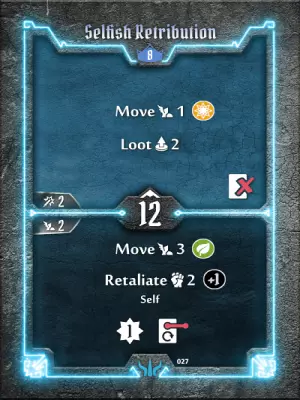 Selfish Retribution
8
Move 1
Loot 2
2
12
2
Move 3
Retaliate 2 +1
Self
1
027